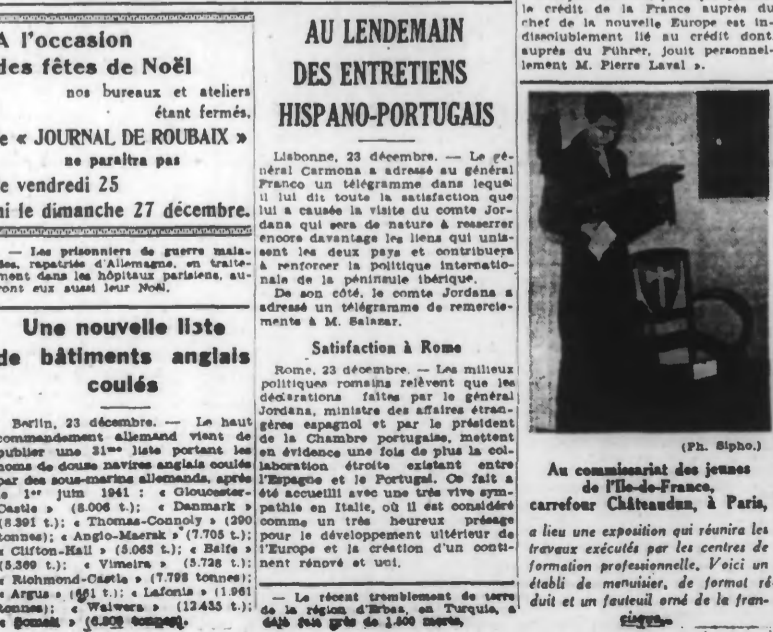 A l'occasion
des fêtes de Noël
nos bureaux et ateliers
étant fermés,
e « JOURNAL DE ROUBAIX »
ne paraîtra pas
e vendredi 25
ni le dimanche 27 décembre.
— Les prisonniers de guerre mala-
des, rapatriés d'Allemagne, en traite-
ment dans les hôpitaux parisiens, au-
ront eux aussi leur Noël.
Une nouvelle liste
de bâtiments anglais
coulés
Berlin, 23 décembre. — Le haut
commandement allemand vient de
publier une 31me liste portant les
noms de douze navires anglais coulés
par des sous-marins allemands, après
le 1er juin 1941 : « Gloucester-
Castle » (8.006 t.); « Danmark »
(8.391 t.); « Thomas-Connoly » (290
tonnes); « Anglo-Maersk » (7.705 t.);
« Clifton-Hall » (5.063 t.); « Balfe »
(5.369 t.); « Vimeira » (5.728 t.);
« Richmond-Castle » (7.798 tonnes);
« Argus » (661 t.); « Lafonia » (1.961
tonnes); « Waiwera » (12.435 t.);
« Somali » (6.809 tonnes).
AU LENDEMAIN
DES ENTRETIENS
HISPANO-PORTUGAIS
Lisbonne, 23 décembre. — Le gé-
néral Carmona a adressé au général
Franco un télégramme dans lequel
il lui dit toute la satisfaction que
lui a causée la visite du comte Jor-
dana qui sera de nature à resserrer
encore davantage les liens qui unis-
sent les deux pays et contribuera
à renforcer la politique internatio-
nale de la péninsule ibérique.
De son côté, le comte Jordana a
adressé un télégramme de remercie-
ments à M. Salazar.
Satisfaction à Rome
Rome, 23 décembre. — Les milieux
politiques romains relèvent que les
déclarations faites par le général
Jordana, ministre des affaires étran-
gères espagnol et par le président
de la Chambre portugaise, mettent
en évidence une fois de plus la col-
laboration étroite existant entre
l'Espagne et le Portugal. Ce fait a
été accueilli avec une très vive sym-
pathie en Italie, où il est considéré
comme un très heureux présage
pour le développement ultérieur de
l'Europe et la création d'un conti-
nent rénové et uni.
— Le récent tremblement de terre
de la région d'Erbaa, en Turquie, a
déjà fait près de 1.500 morts.
le crédit de la France auprès du
chef de la nouvelle Europe est in-
dissolublement lié au crédit dont,
auprès du Führer, jouit personnel-
lement M. Pierre Laval ».
(Ph. Sipho.)
Au commissariat des jeunes
de l'Ile-de-France,
carrefour Châteaudun, à Paris,
a lieu une exposition qui réunira les
travaux exécutés par les centres de
formation professionnelle. Voici un
établi de menuisier, de format ré-
duit et un fauteuil orné de la fran-
cisque.